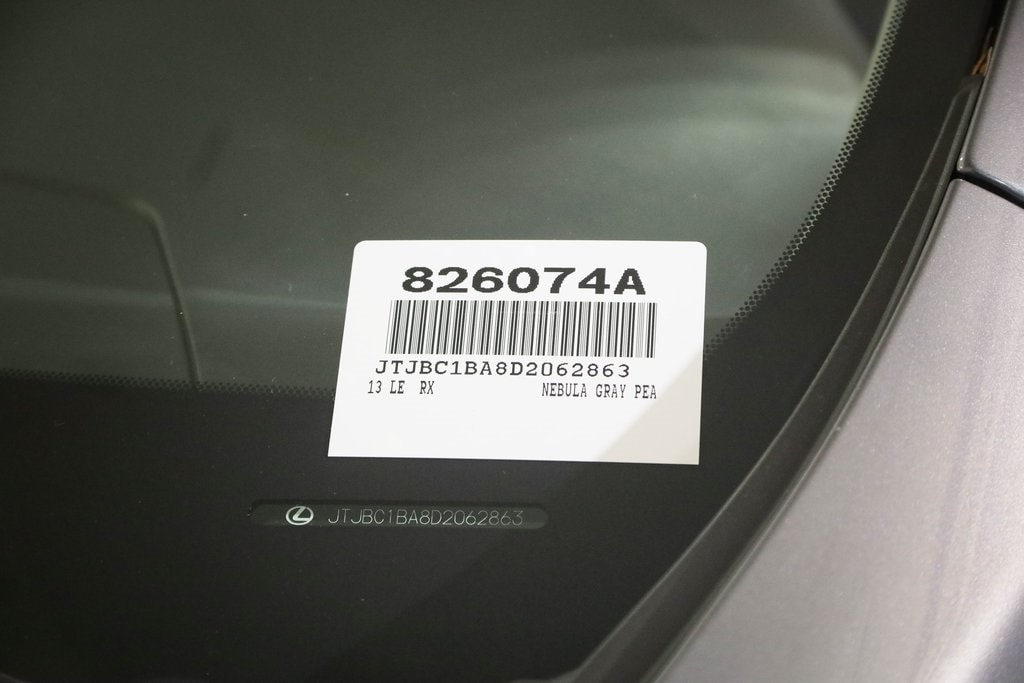 826074A
JTJBC1BA8D2062863
13 LE RX NEBULA GRAY PEA
JTJBC1BA8D2062863